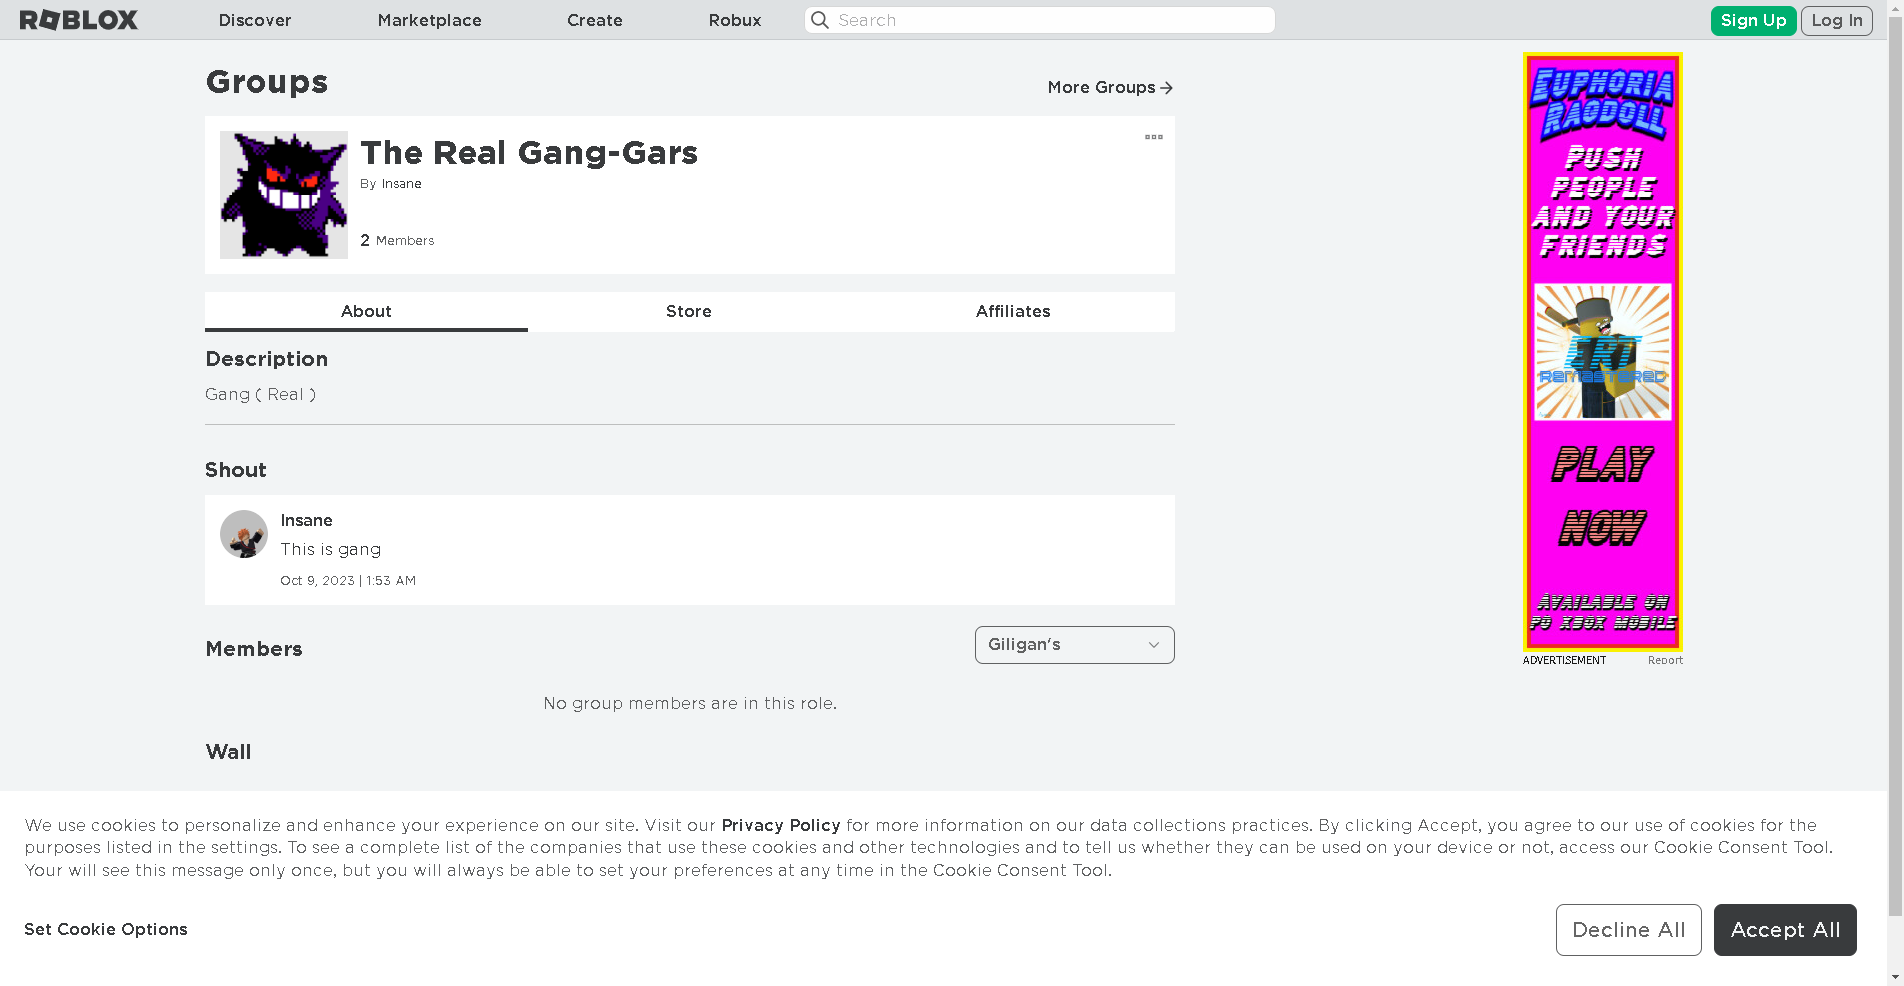 ROBLOX
Discover
Marketplace
Create
Robux
Search
Sign Up
Log In
Groups
More Groups
The Real Gang-Gars
By Insane
2 Members
About
Store
Affiliates
Description
Gang ( Real )
Shout
Insane
This is gang
Oct 9, 2023 | 1:53 AM
Members
Giligan's
No group members are in this role.
Wall
EUPHORIA
RAGDOLL
PUSH
PEOPLE
AND YOUR
FRIENDS
ERT
REMASTERED
PLAY
NOW
AVAILABLE ON
PC XBOX MOBILE
ADVERTISEMENT
Report
We use cookies to personalize and enhance your experience on our site. Visit our Privacy Policy for more information on our data collections practices. By clicking Accept, you agree to our use of cookies for the
purposes listed in the settings. To see a complete list of the companies that use these cookies and other technologies and to tell us whether they can be used on your device or not, access our Cookie Consent Tool.
Your will see this message only once, but you will always be able to set your preferences at any time in the Cookie Consent Tool.
Set Cookie Options
Decline All
Accept All